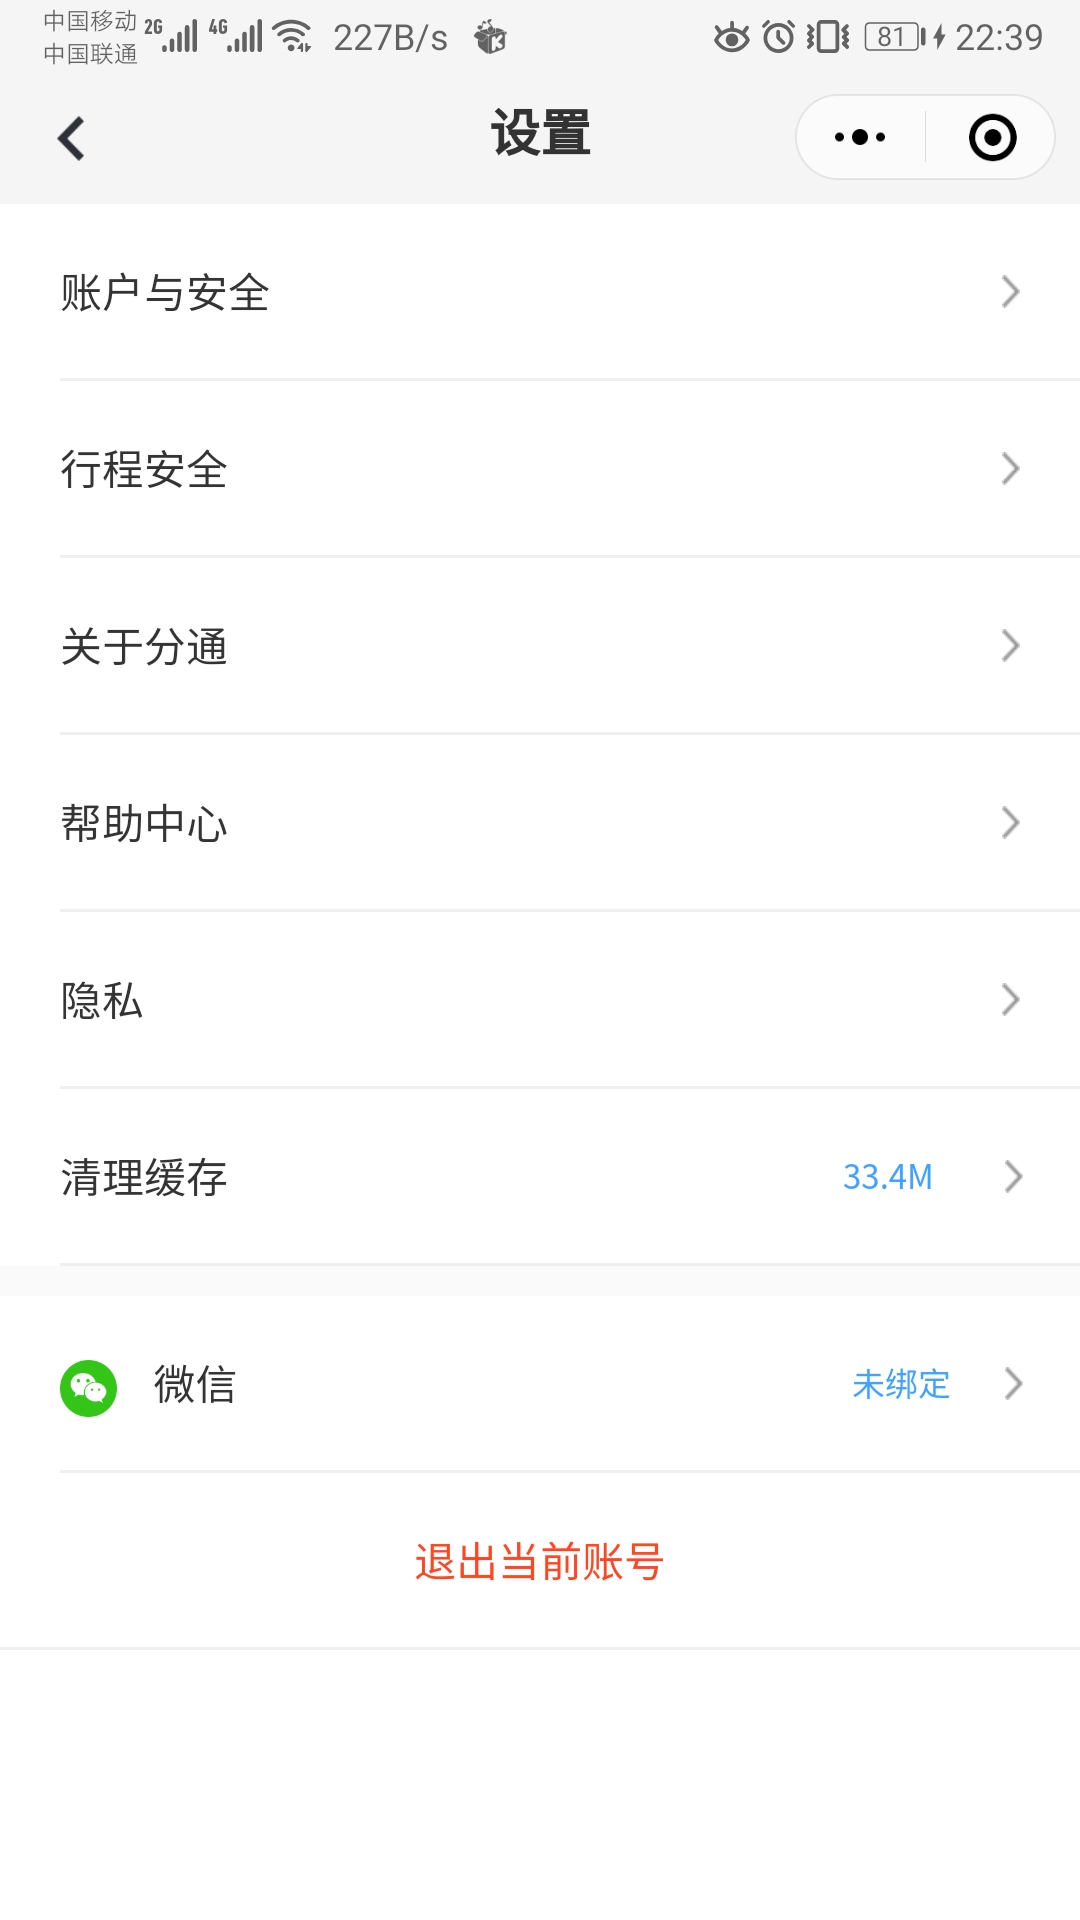 中国移动 2G 4G 227B/s 81 22:39
中国联通
设置
账户与安全
行程安全
关于分通
帮助中心
隐私
清理缓存 33.4M
微信 未绑定
退出当前账号